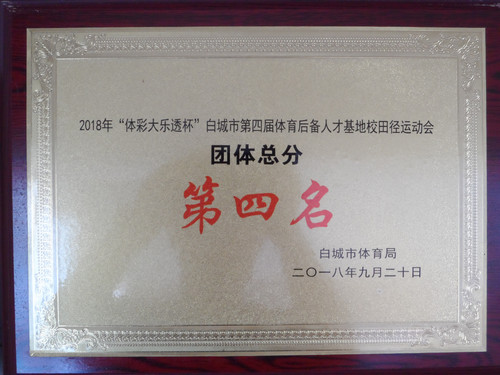 2018年“体彩大乐透杯”白城市第四届体育后备人才基地校田径运动会
团体总分
第四名
白城市体育局
二〇一八年九月二十日